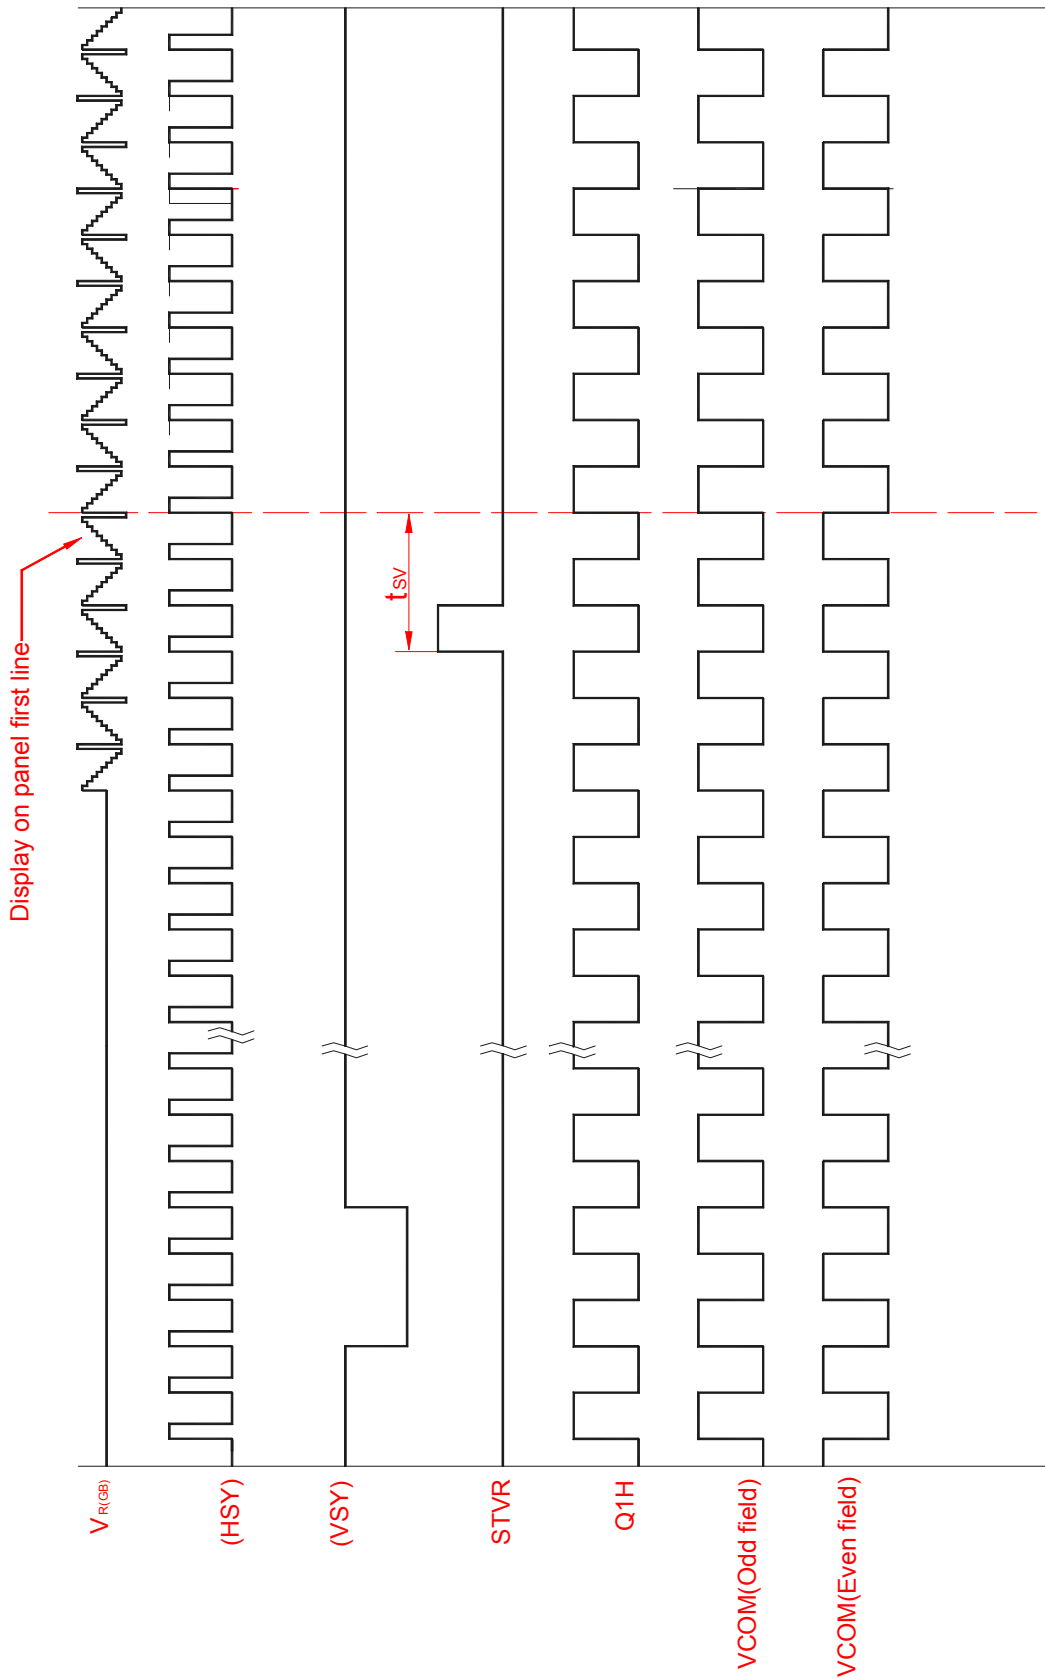 Display on panel first line
tSV
VR(GB)
(HSY)
(VSY)
STVR
Q1H
VCOM(Odd field)
VCOM(Even field)